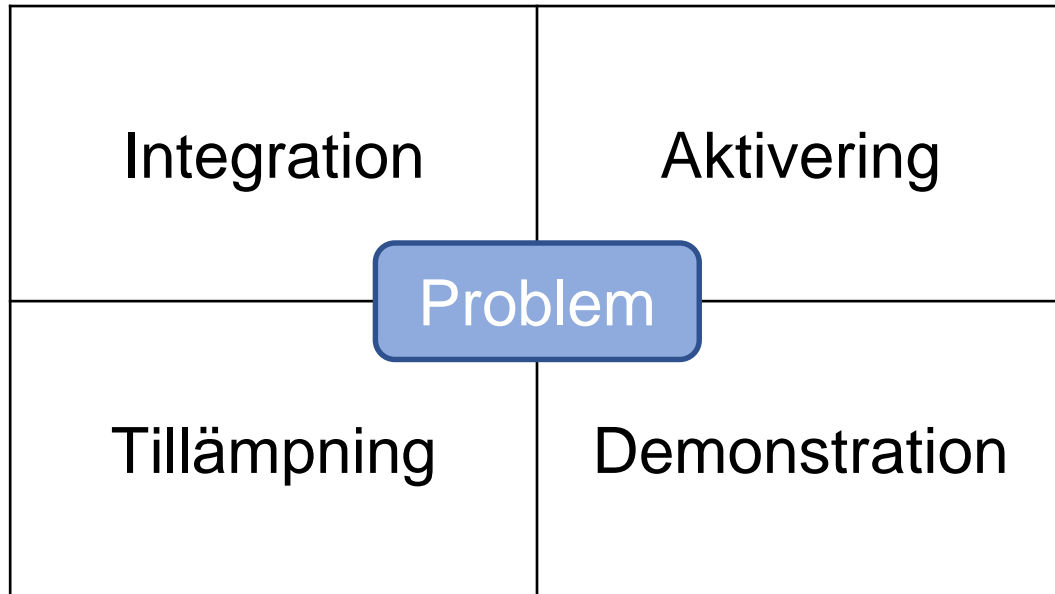 Integration
Aktivering
Problem
Tillämpning
Demonstration